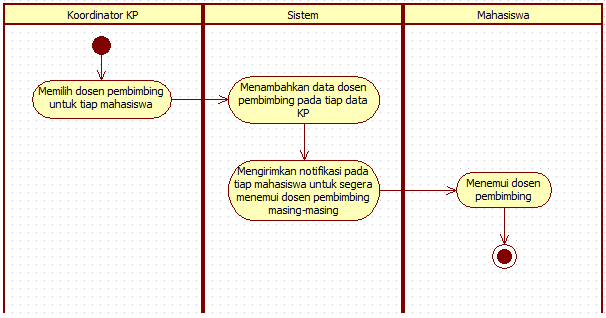 Koordinator KP
Sistem
Mahasiswa
Memilih dosen pembimbing
untuk tiap mahasiswa
Menambahkan data dosen
pembimbing pada tiap data
KP
Mengirimkan notifikasi pada
tiap mahasiswa untuk segera
menemui dosen pembimbing
masing-masing
Menemui dosen
pembimbing